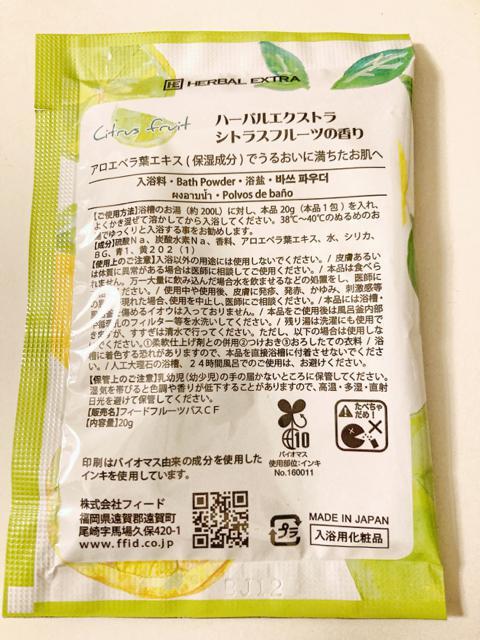 HE HERBAL EXTRA
Citrus fruit
ハーバルエクストラ
シトラスフルーツの香り
アロエベラ葉エキス(保湿成分)でうるおいに満ちたお肌へ
入浴料・Bath Powder・浴盐・바쓰 파우더
ผงอาบน้ำ・Polvos de baño
【ご使用方法】浴槽のお湯(約200L)に対し、本品20g(本品1包)を入れ、
よくかき混ぜて溶かしてから入浴してください。38℃〜40℃のぬるめのお
湯でゆっくりと入浴する事をお勧めします。
【成分】硫酸Na、炭酸水素Na、香料、アロエベラ葉エキス、水、シリカ、
BG、青1、黄202(1)
【使用上のご注意】入浴以外の用途には使用しないでください。/ 皮膚あるい
は体質に異常がある場合は医師に相談してご使用ください。/ 本品は食べら
れません。万一大量に飲み込んだ場合水を飲ませるなどの処置をし、医師に
ください。/ 使用中や使用後、皮膚に発疹、発赤、かゆみ、刺激感等
の 現れた場合、使用を中止し、医師にご相談ください。/ 本品には浴槽・
風呂釜を傷めるイオウは入っておりません。/ 本品をご使用後は風呂釜内部
や循環孔のフィルター等を水洗いしてください。/ 残り湯は洗濯にも使用で
きますが、すすぎは清水で行ってください。ただし、以下の場合は使用しな
いでください。①柔軟仕上げ剤との併用②つけおき③おろしたての衣料 / 浴
槽に着色する恐れがありますので、本品を直接浴槽に付着させないでくださ
い。/ 人工大理石の浴槽、24時間風呂でのご使用は、お避けください。
【保管上のご注意】乳幼児(幼児)の手の届かないところに保管してください。
湿気を帯びると色調や香りが低下することがありますので、高温・多湿・直射
日光を避けて保管してください。
【販売名】フィードフルーツバスCF
【内容量】20g
10
バイオマス
使用部位:インキ
No.160011
たべちゃ
だめ!
印刷はバイオマス由来の成分を使用した
インキを使用しています。
株式会社フィード
福岡県遠賀郡遠賀町
尾崎字馬場久保420-1
www.ffid.co.jp
プラ
MADE IN JAPAN
入浴用化粧品
BJ12